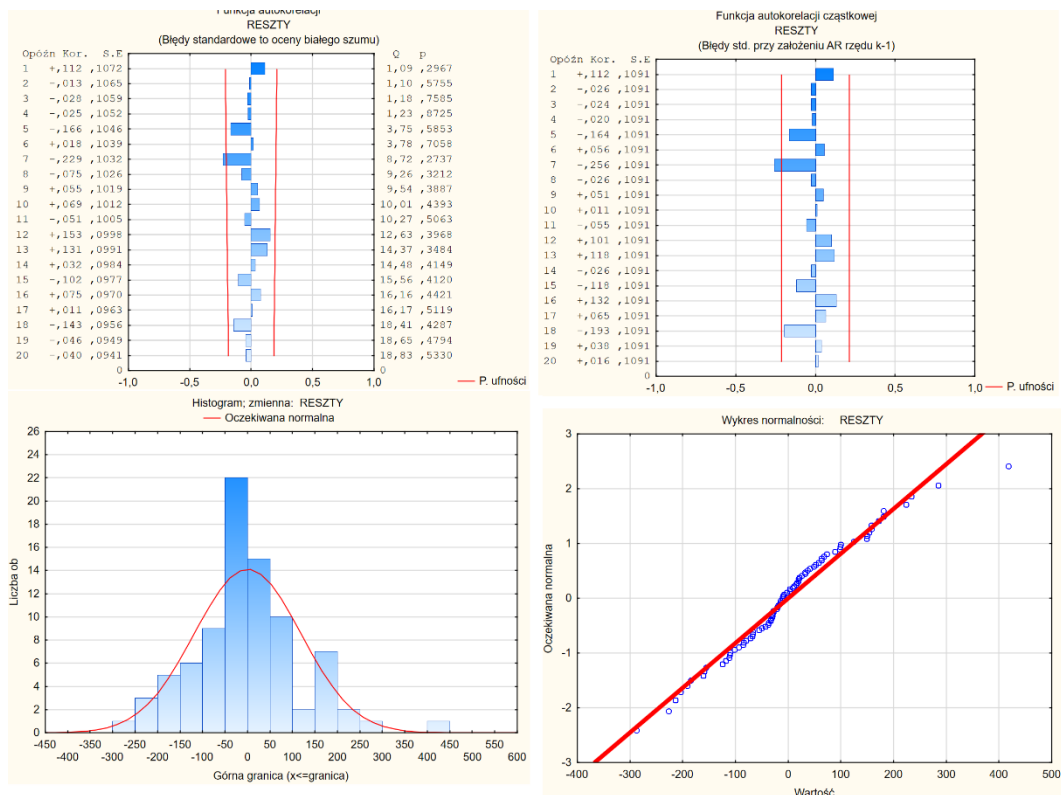 Funkcja autokorelacji
RESZTY
(Błędy standardowe to oceny białego szumu)
Opóźn Kor. S.E Q p
1 +,112 ,1072 1,09 ,2967
2 -,013 ,1065 1,10 ,5755
3 -,028 ,1059 1,18 ,7585
4 -,025 ,1052 1,23 ,8725
5 -,166 ,1046 3,75 ,5853
6 +,018 ,1039 3,78 ,7058
7 -,229 ,1032 8,72 ,2737
8 -,075 ,1026 9,26 ,3212
9 +,055 ,1019 9,54 ,3887
10 +,069 ,1012 10,01 ,4393
11 -,051 ,1005 10,27 ,5063
12 +,153 ,0998 12,63 ,3968
13 +,131 ,0991 14,37 ,3484
14 +,032 ,0984 14,48 ,4149
15 -,102 ,0977 15,56 ,4120
16 +,075 ,0970 16,16 ,4421
17 +,011 ,0963 16,17 ,5119
18 -,143 ,0956 18,41 ,4287
19 -,046 ,0949 18,65 ,4794
20 -,040 ,0941 18,83 ,5330
0 0
-1,0 -0,5 0,0 0,5 1,0
P. ufności
Funkcja autokorelacji cząstkowej
RESZTY
(Błędy std. przy założeniu AR rzędu k-1)
Opóźn Kor. S.E
1 +,112 ,1091
2 -,026 ,1091
3 -,024 ,1091
4 -,020 ,1091
5 -,164 ,1091
6 +,056 ,1091
7 -,256 ,1091
8 -,026 ,1091
9 +,051 ,1091
10 +,011 ,1091
11 -,055 ,1091
12 +,101 ,1091
13 +,118 ,1091
14 -,026 ,1091
15 -,118 ,1091
16 +,132 ,1091
17 +,065 ,1091
18 -,193 ,1091
19 +,038 ,1091
20 +,016 ,1091
0
-1,0 -0,5 0,0 0,5 1,0
P. ufności
Histogram; zmienna: RESZTY
Oczekiwana normalna
26
24
22
20
18
16
14
12
10
8
6
4
2
0
Liczba obs
-450 -350 -250 -150 -50 50 150 250 350 450 550
-400 -300 -200 -100 0 100 200 300 400 500 600
Górna granica (x<=granica)
Wykres normalności: RESZTY
3
2
1
0
-1
-2
-3
Oczekiwana normalna
-400 -300 -200 -100 0 100 200 300 400 500
Wartość